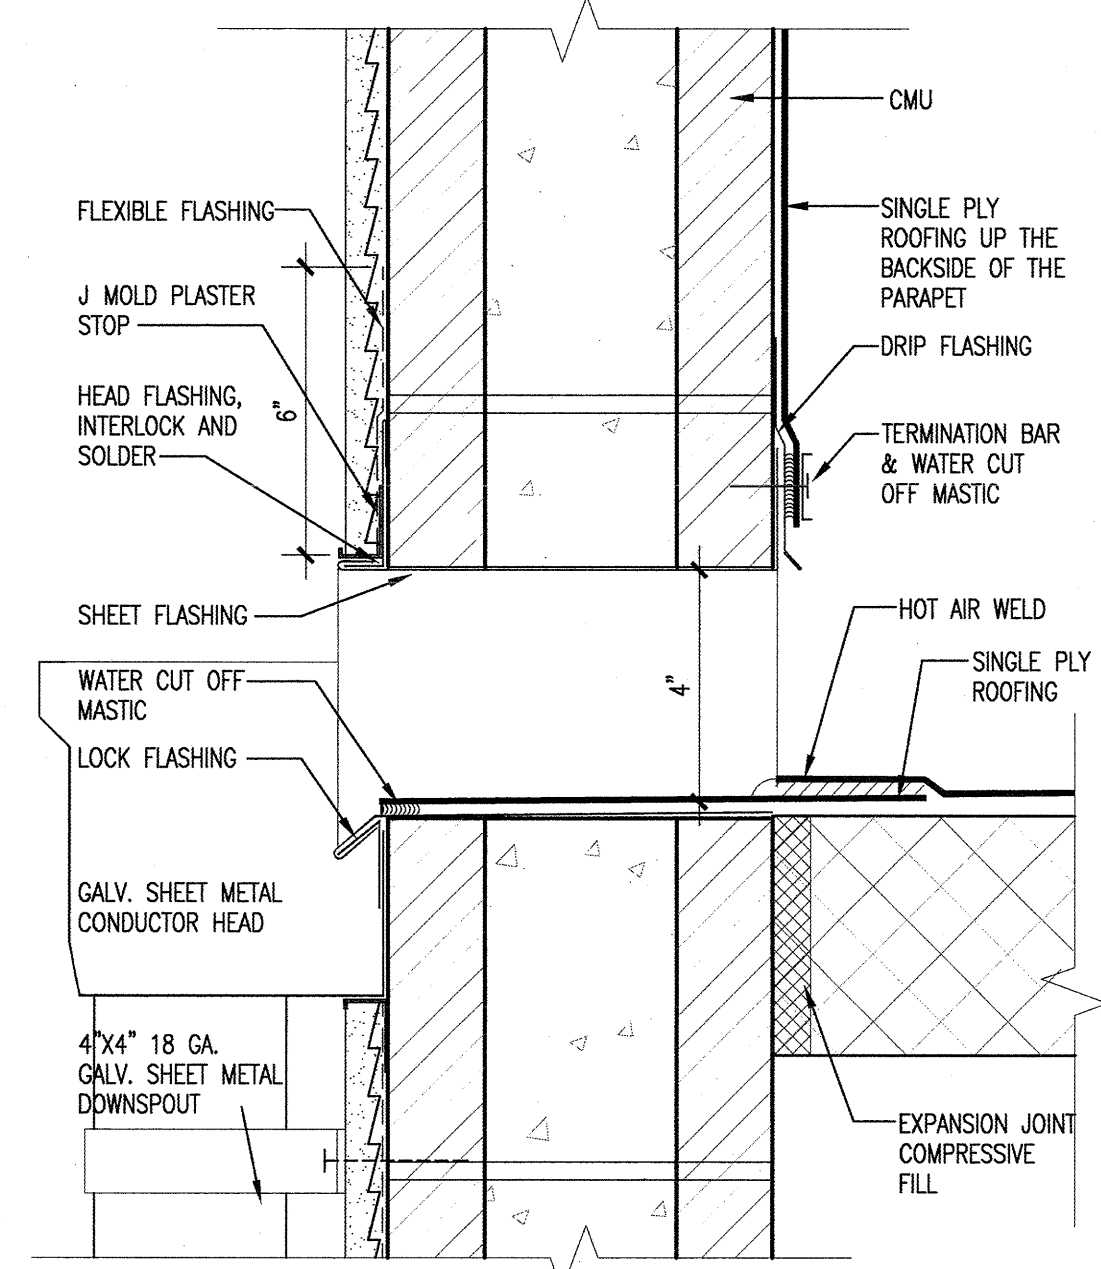 CMU
FLEXIBLE FLASHING
SINGLE PLY
ROOFING UP THE
BACKSIDE OF THE
PARAPET
J MOLD PLASTER
STOP
DRIP FLASHING
HEAD FLASHING,
INTERLOCK AND
SOLDER
6"
TERMINATION BAR
& WATER CUT
OFF MASTIC
SHEET FLASHING
HOT AIR WELD
SINGLE PLY
ROOFING
WATER CUT OFF
MASTIC
4"
LOCK FLASHING
GALV. SHEET METAL
CONDUCTOR HEAD
4"X4" 18 GA.
GALV. SHEET METAL
DOWNSPOUT
EXPANSION JOINT
COMPRESSIVE
FILL